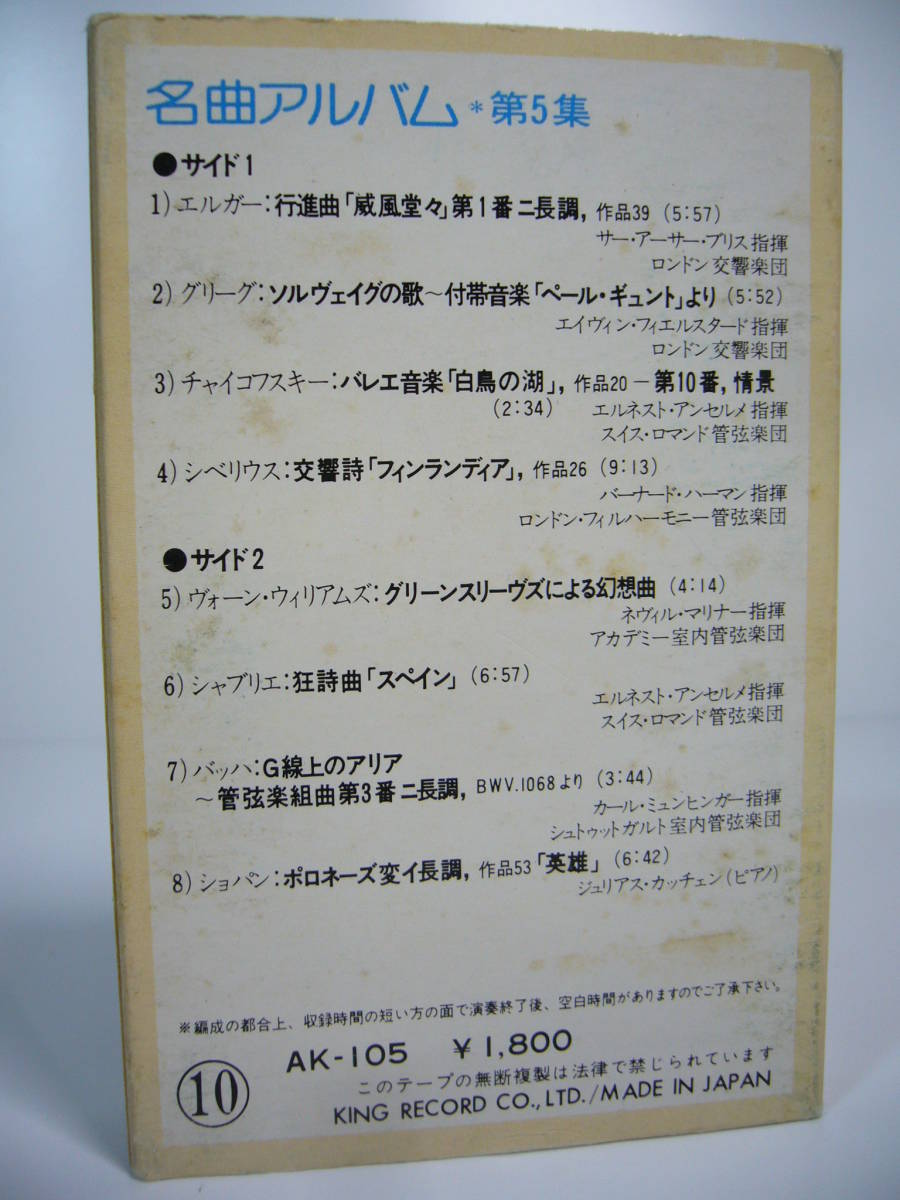 名曲アルバム*第5集
●サイド1
1) エルガー:行進曲「威風堂々」第1番ニ長調, 作品39 (5:57)
サー・アーサー・ブリス指揮
ロンドン交響楽団
2) グリーグ:ソルヴェイグの歌〜付帯音楽「ペール・ギュント」より (5:52)
エイヴィン・フィエルスタード指揮
ロンドン交響楽団
3) チャイコフスキー:バレエ音楽「白鳥の湖」, 作品20－第10番, 情景
(2:34) エルネスト・アンセルメ指揮
スイス・ロマンド管弦楽団
4) シベリウス:交響詩「フィンランディア」, 作品26 (9:13)
バーナード・ハーマン指揮
ロンドン・フィルハーモニー管弦楽団
●サイド2
5) ヴォーン・ウィリアムズ:グリーンスリーヴズによる幻想曲 (4:14)
ネヴィル・マリナー指揮
アカデミー室内管弦楽団
6) シャブリエ:狂詩曲「スペイン」 (6:57)
エルネスト・アンセルメ指揮
スイス・ロマンド管弦楽団
7) バッハ:G線上のアリア
〜管弦楽組曲第3番ニ長調, BWV.1068より (3:44)
カール・ミュンヒンガー指揮
シュトゥットガルト室内管弦楽団
8) ショパン:ポロネーズ変イ長調, 作品53「英雄」 (6:42)
ジュリアス・カッチェン(ピアノ)
※編成の都合上、収録時間の短い方の面で演奏終了後、空白時間がありますのでご了承下さい。
⑩ AK-105 ¥1,800
このテープの無断複製は法律で禁じられています
KING RECORD CO.,LTD./MADE IN JAPAN